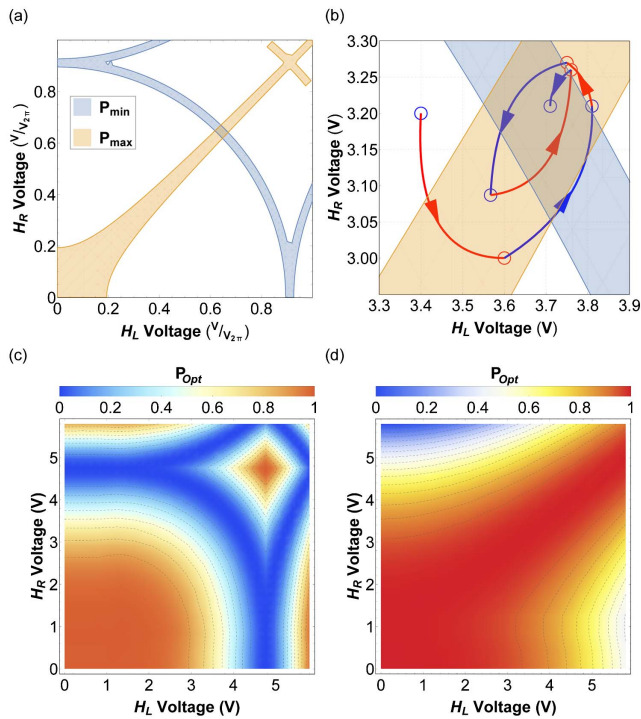 (a)
(b)
H_R Voltage (V/V_2π)
0.8
0.6
0.4
0.2
0
P_min
P_max
0
0.2
0.4
0.6
0.8
H_L Voltage (V/V_2π)
H_R Voltage (V)
3.30
3.25
3.20
3.15
3.10
3.05
3.00
3.3
3.4
3.5
3.6
3.7
3.8
3.9
H_L Voltage (V)
(c)
(d)
P_Opt
0 0.2 0.4 0.6 0.8 1
H_R Voltage (V)
5
4
3
2
1
0
0 1 2 3 4 5
H_L Voltage (V)
P_Opt
0 0.2 0.4 0.6 0.8 1
H_R Voltage (V)
5
4
3
2
1
0
0 1 2 3 4 5
H_L Voltage (V)